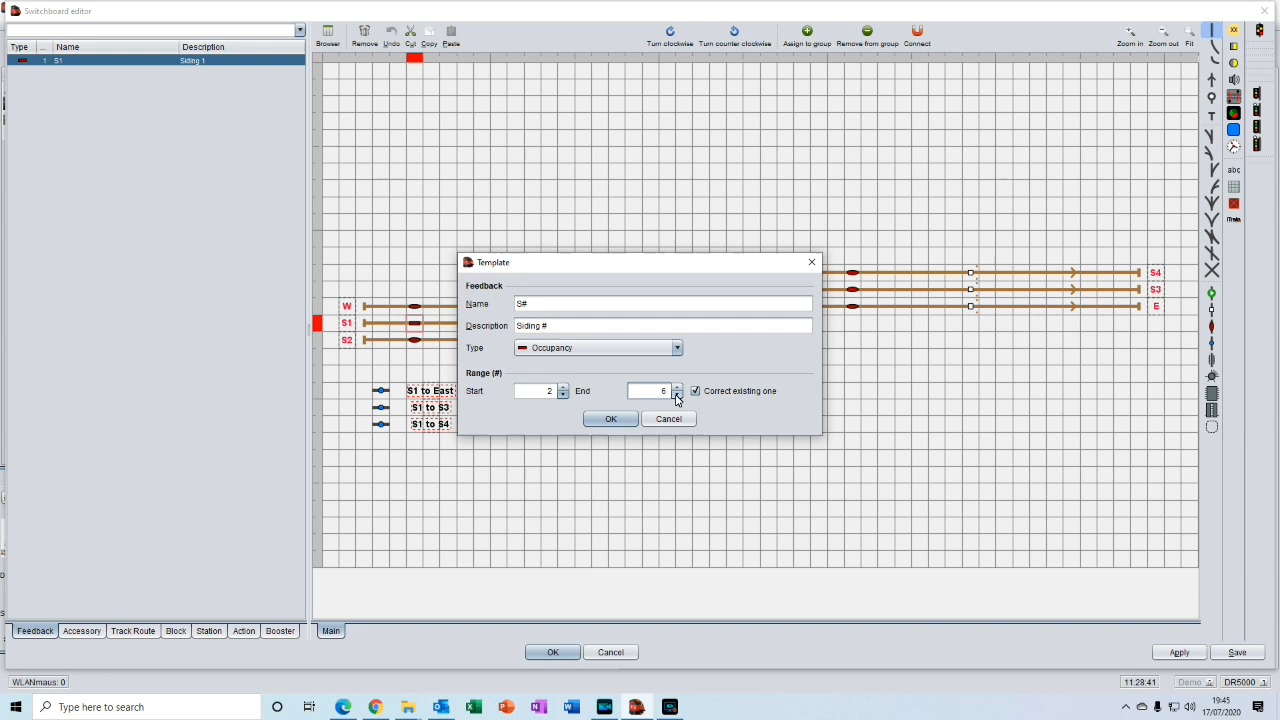 Switchboard editor
Browser
Remove
Undo
Cut
Copy
Paste
Turn clockwise
Turn counter clockwise
Assign to group
Remove from group
Connect
Zoom in
Zoom out
Fit
Type
...
Name
Description
1
S1
Siding 1
T
abc
W
S1
S2
S1 to East
S1 to S3
S1 to S4
S4
S3
E
Template
Feedback
Name
S#
Description
Siding #
Type
Occupancy
Range (#)
Start
2
End
6
Correct existing one
OK
Cancel
Feedback
Accessory
Track Route
Block
Station
Action
Booster
Main
OK
Cancel
Apply
Save
WLANmaus: 0
11:28:41
Demo
DR5000
Type here to search
19:45
17/07/2020